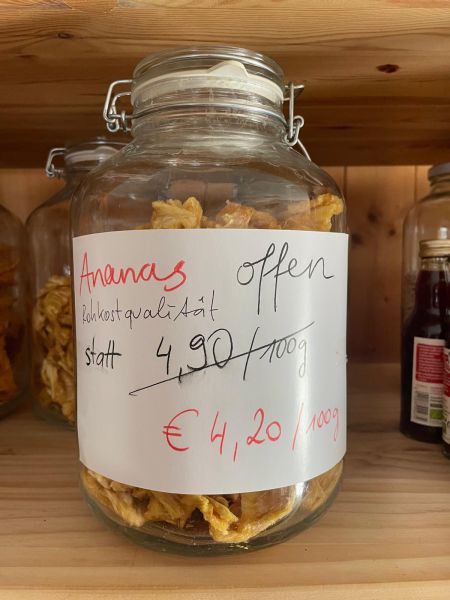 Ananas offen
Rohkostqualität
statt 4,90/100g
€ 4,20/100g